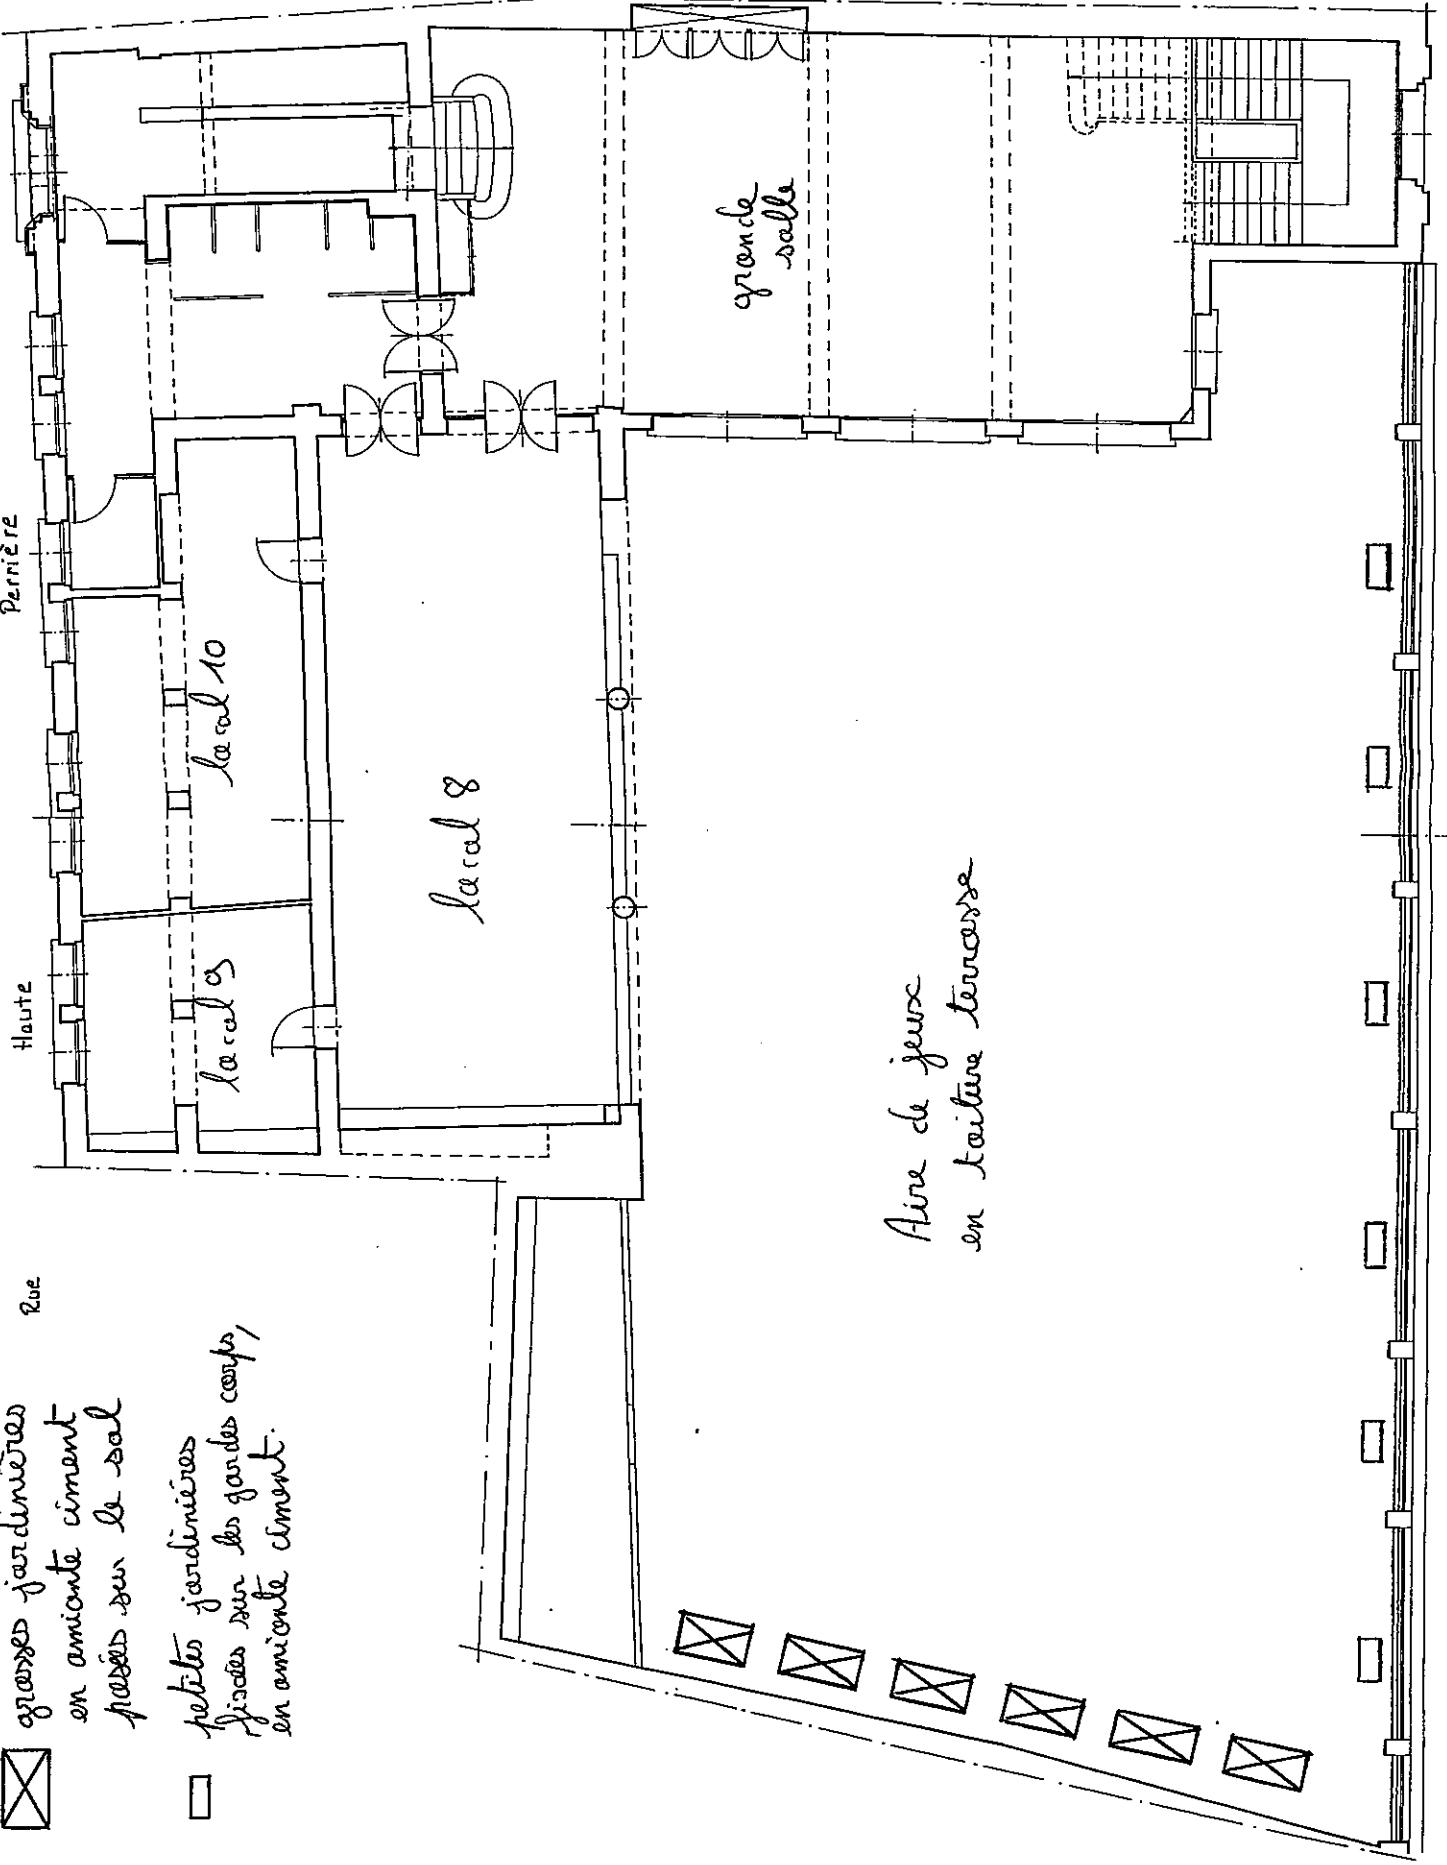 Rue Haute Perrière
grosses jardinières
en amiante ciment
posées sur le sol
petites jardinières
fixées sur les gardes corps,
en amiante ciment.
local 9
local 10
local 8
grande
salle
Aire de jeux
en toiture terrasse